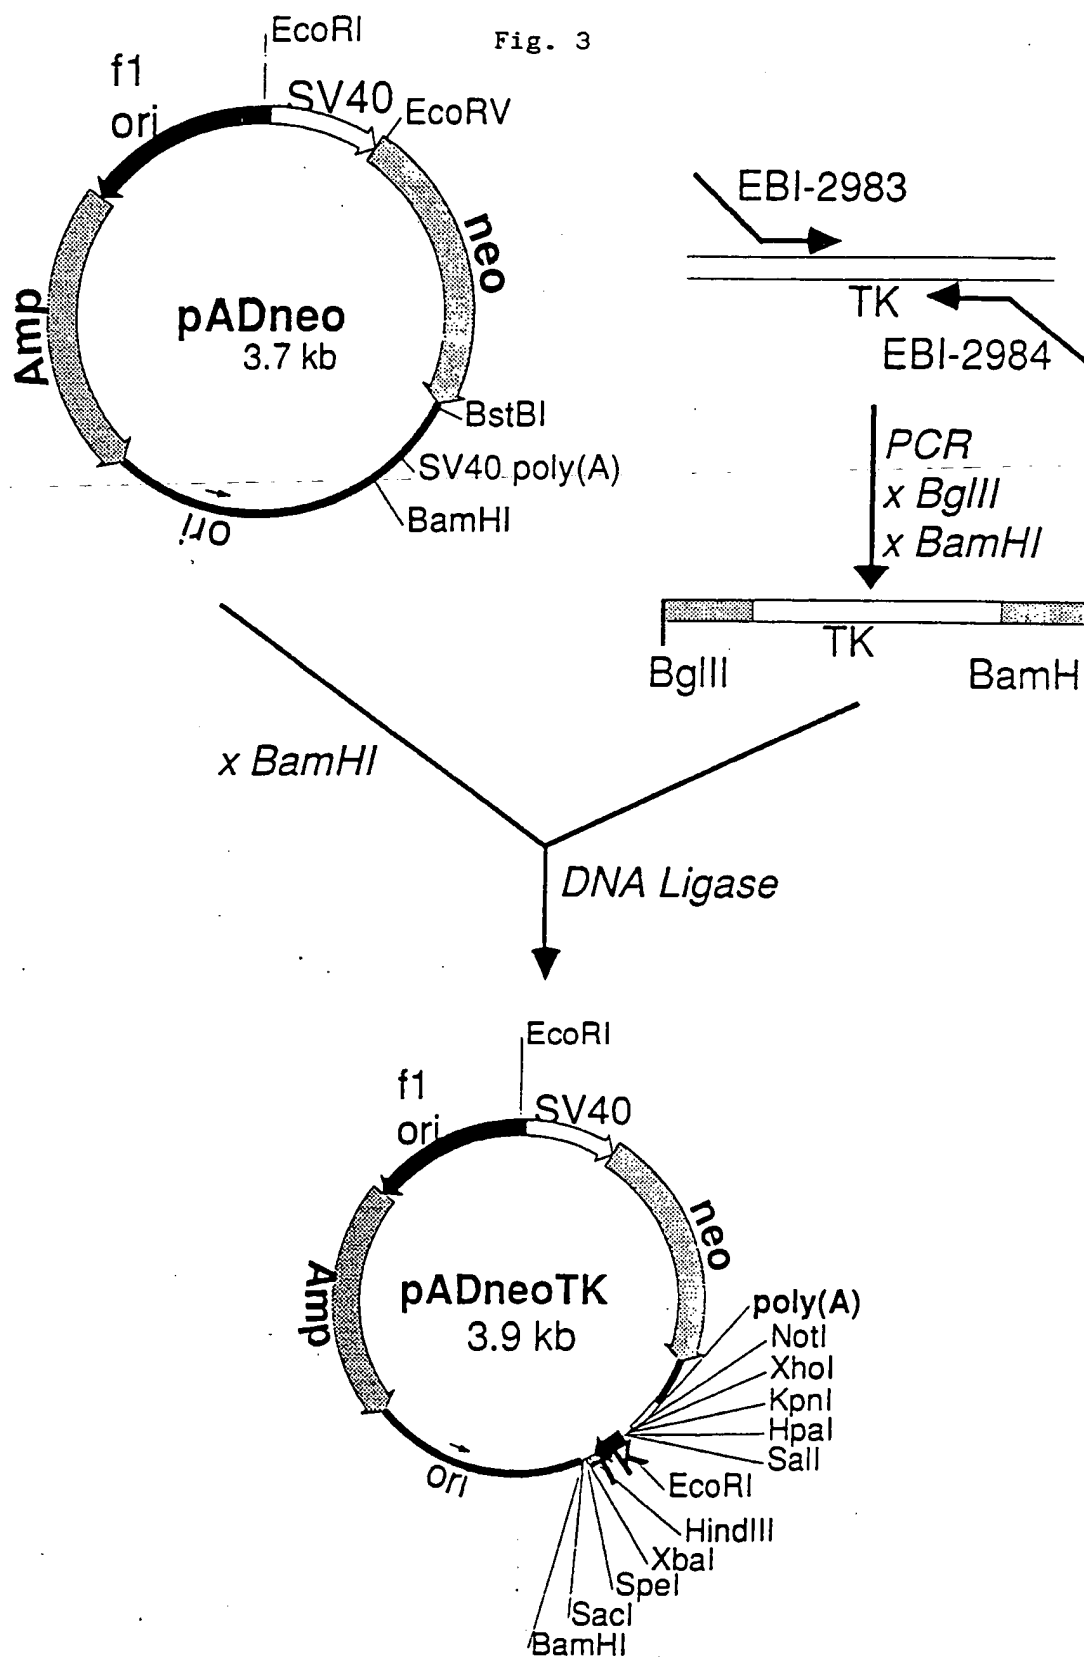 Fig. 3
EcoRI
f1
ori
SV40
EcoRV
neo
Amp
pADneo
3.7 kb
BstBI
SV40 poly(A)
BamHI
ori
EBI-2983
TK
EBI-2984
PCR
x BglII
x BamHI
TK
BglII
BamH
x BamHI
DNA Ligase
EcoRI
f1
ori
SV40
neo
Amp
pADneoTK
3.9 kb
poly(A)
NotI
XhoI
KpnI
HpaI
SalI
TK
EcoRI
ori
HindIII
XbaI
SpeI
SacI
BamHI